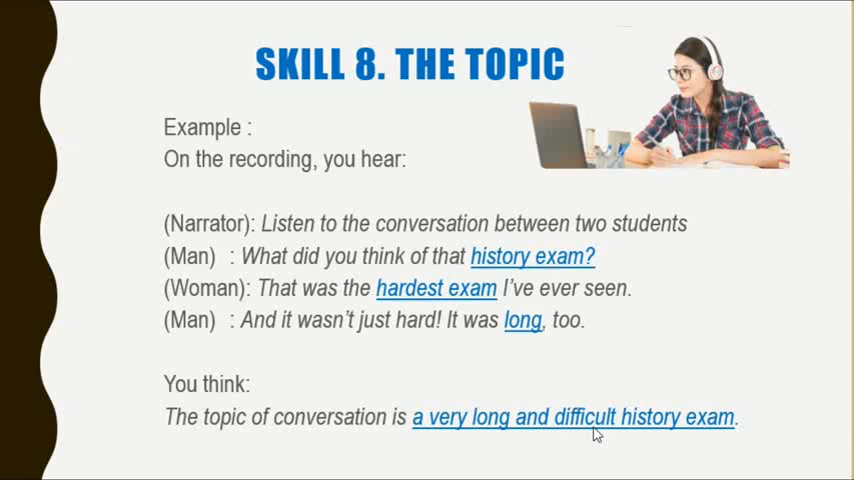 SKILL 8. THE TOPIC
Example :
On the recording, you hear:
(Narrator): Listen to the conversation between two students
(Man) : What did you think of that history exam?
(Woman): That was the hardest exam I've ever seen.
(Man) : And it wasn't just hard! It was long, too.
You think:
The topic of conversation is a very long and difficult history exam.